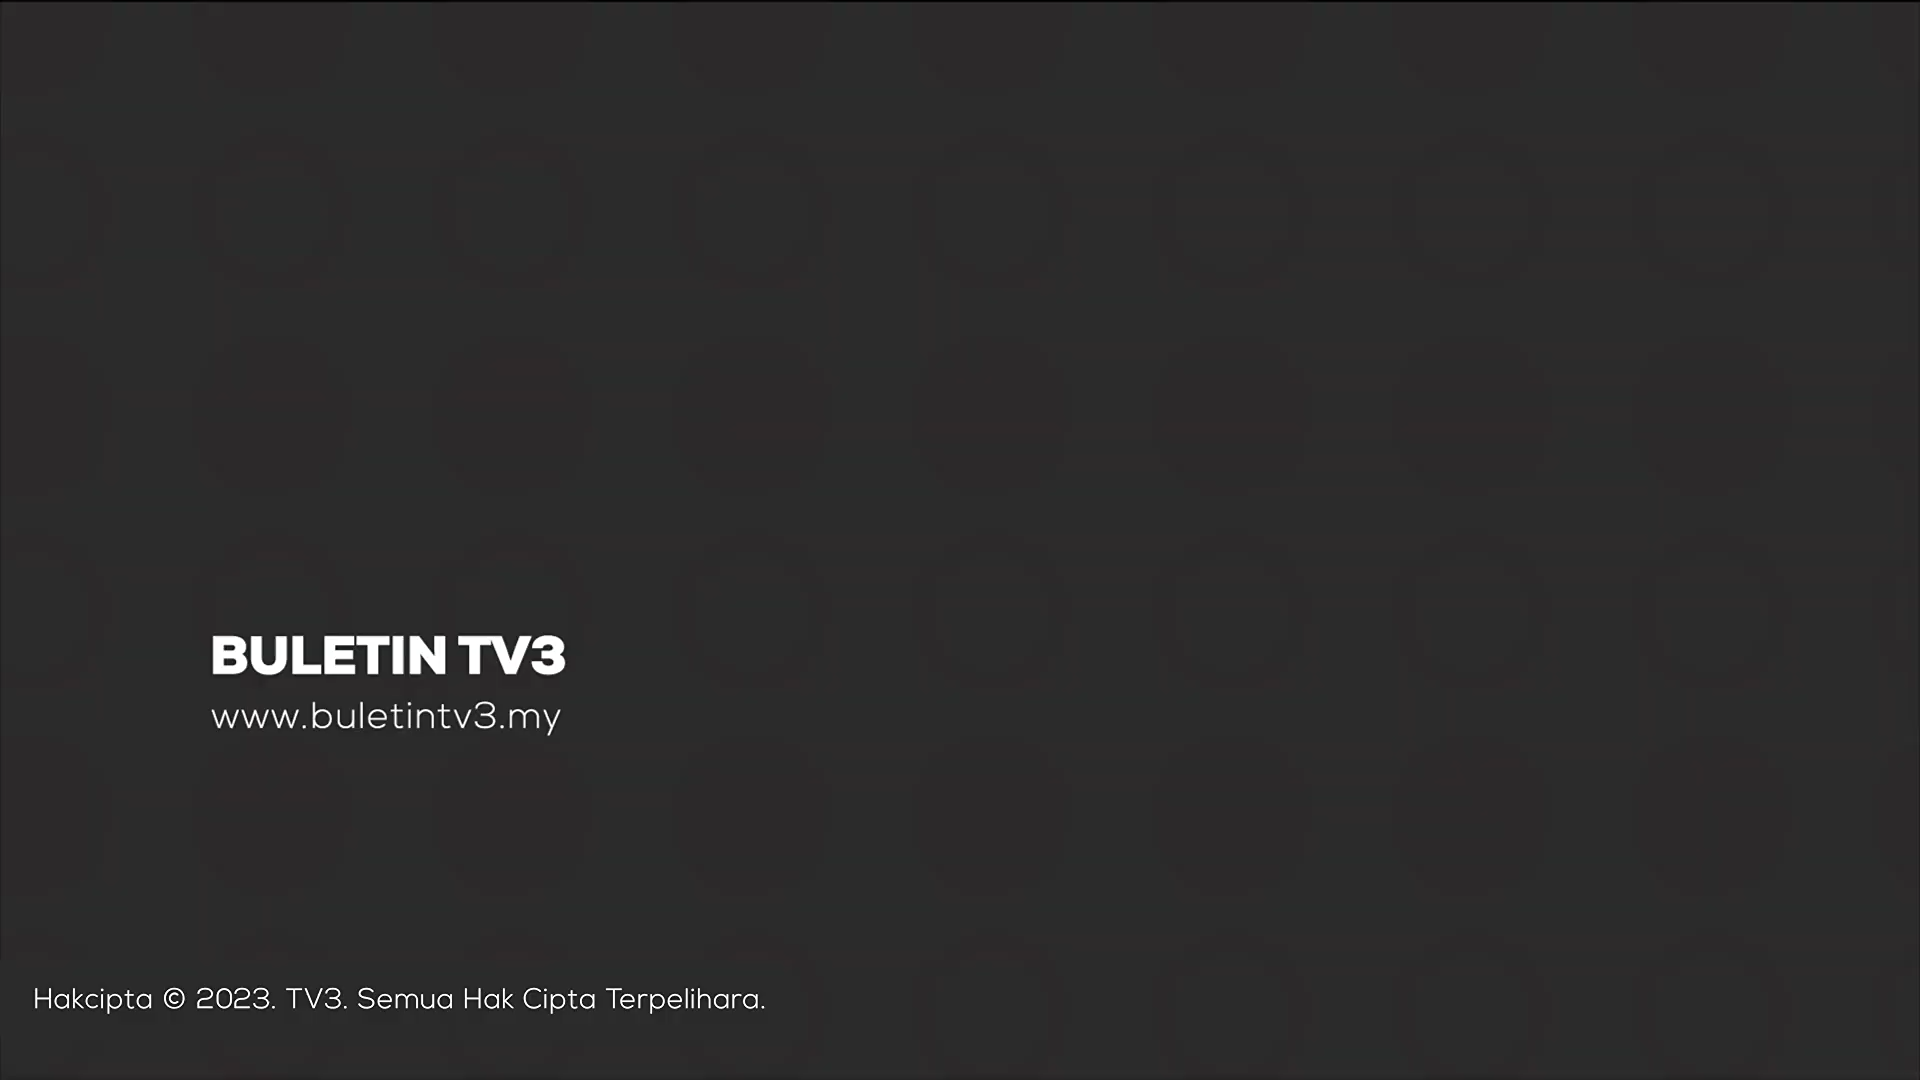 BULETIN TV3
www.buletintv3.my
Hakcipta © 2023. TV3. Semua Hak Cipta Terpelihara.